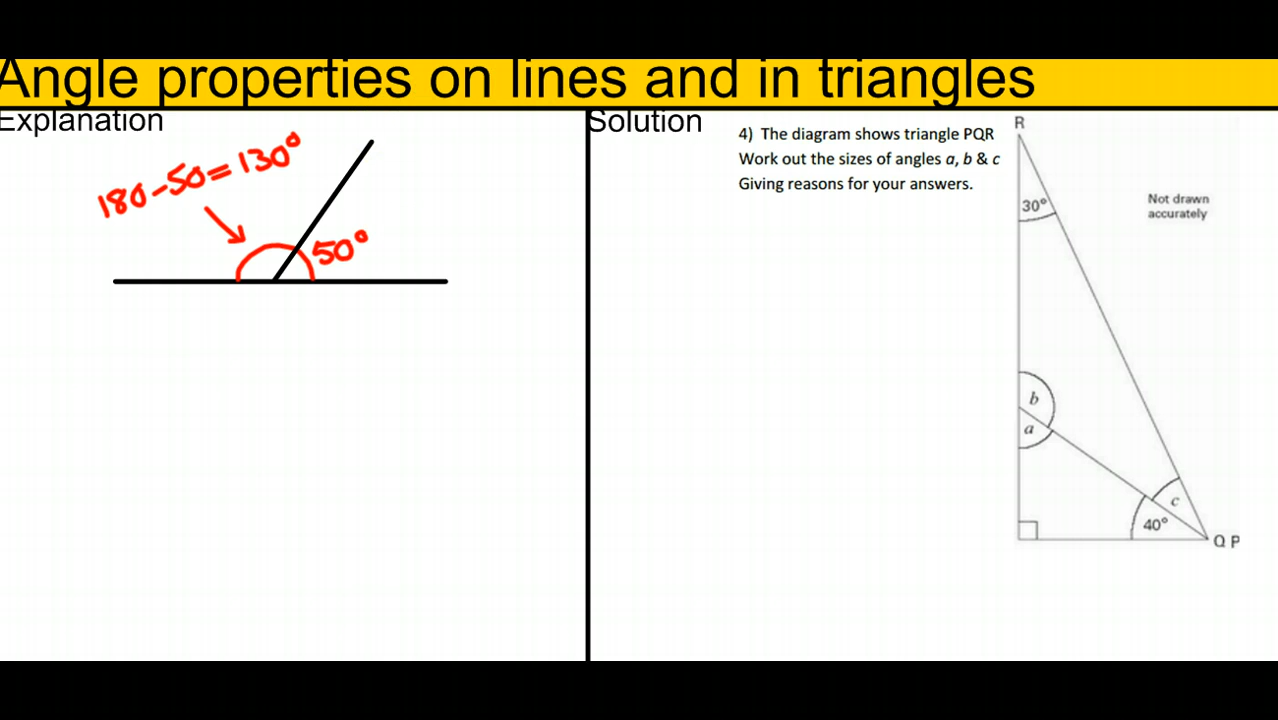 Angle properties on lines and in triangles
Explanation
180-50=130°
50°
Solution
4) The diagram shows triangle PQR
Work out the sizes of angles a, b & c
Giving reasons for your answers.
R
30°
Not drawn
accurately
b
a
c
40°
Q P